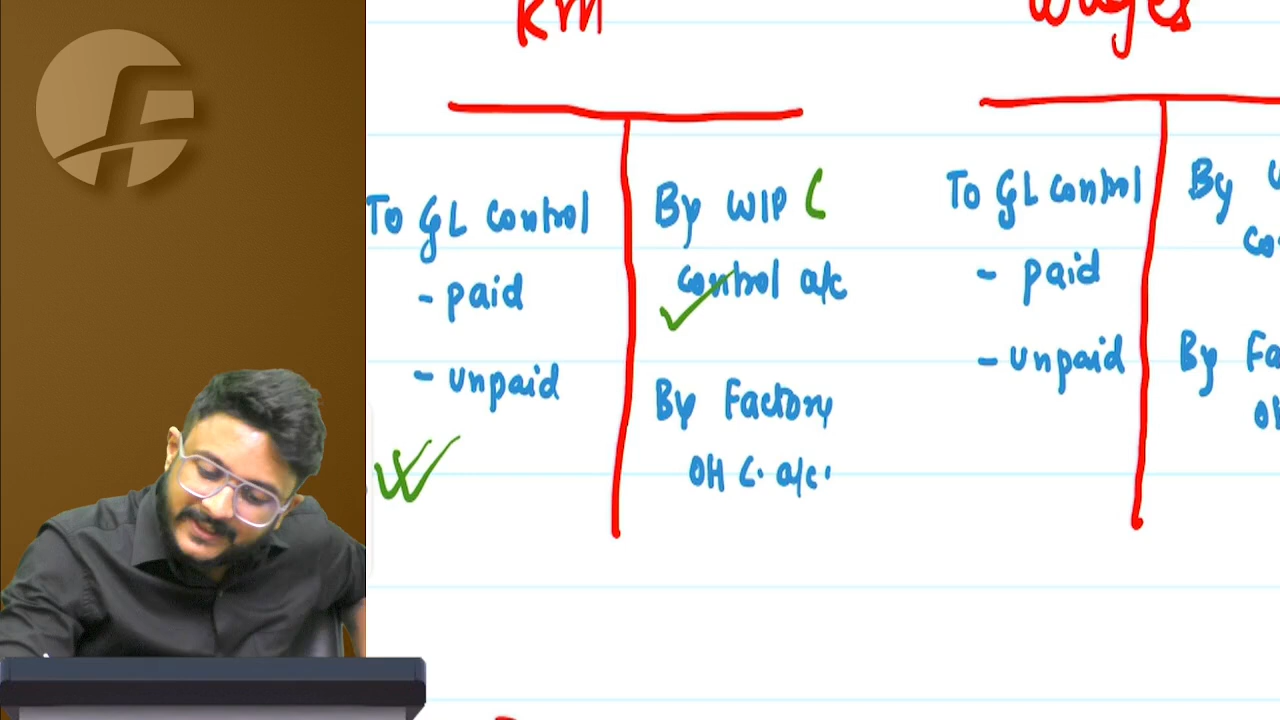 RM
Wages
To GL control
- paid
- unpaid
By WIP C
control a/c
By Factory
OH C. a/c.
To GL control
- paid
- unpaid
By
By